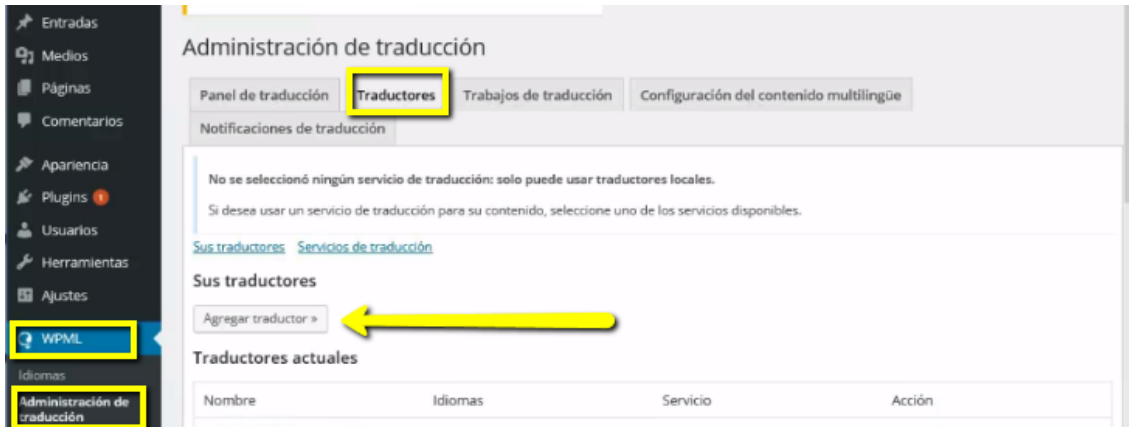 Entradas
Medios
Páginas
Comentarios
Apariencia
Plugins 1
Usuarios
Herramientas
Ajustes
WPML
Idiomas
Administración de
traducción
Administración de traducción
Panel de traducción Traductores Trabajos de traducción Configuración del contenido multilingüe
Notificaciones de traducción
No se seleccionó ningún servicio de traducción: solo puede usar traductores locales.
Si desea usar un servicio de traducción para su contenido, seleccione uno de los servicios disponibles.
Sus traductores Servicios de traducción
Sus traductores
Agregar traductor »
Traductores actuales
Nombre Idiomas Servicio Acción